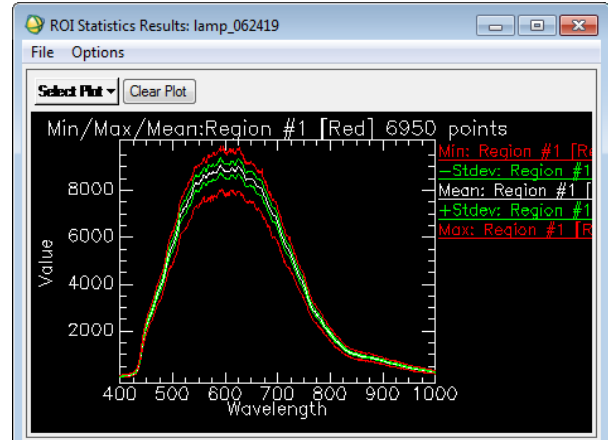 ROI Statistics Results: lamp_062419
File Options
Select Plot Clear Plot
Min/Max/Mean:Region #1 [Red] 6950 points
Min: Region #1 [Re
-Stdev: Region #1
Mean: Region #1 [
+Stdev: Region #1
Max: Region #1 [R
Value
8000
6000
4000
2000
400 500 600 700 800 900 1000
Wavelength